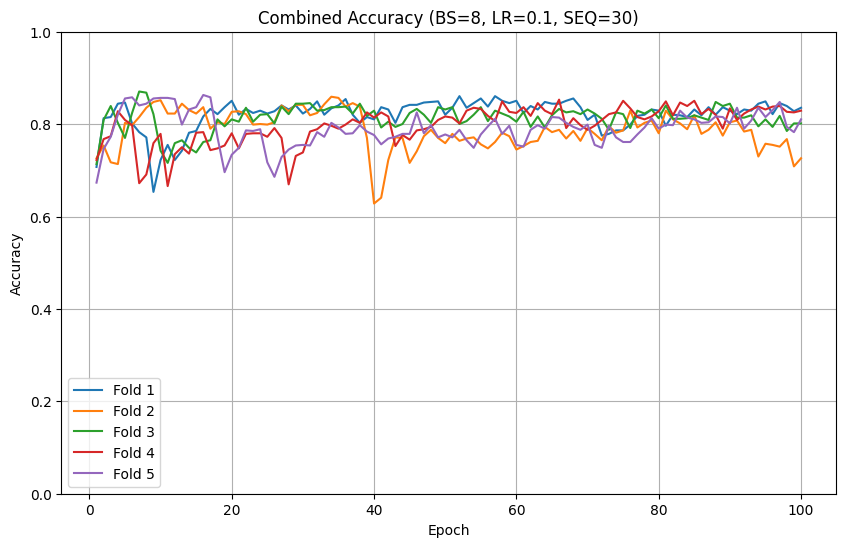 Combined Accuracy (BS=8, LR=0.1, SEQ=30)
1.0
0.8
0.6
0.4
0.2
0.0
Accuracy
Fold 1
Fold 2
Fold 3
Fold 4
Fold 5
0 20 40 60 80 100
Epoch